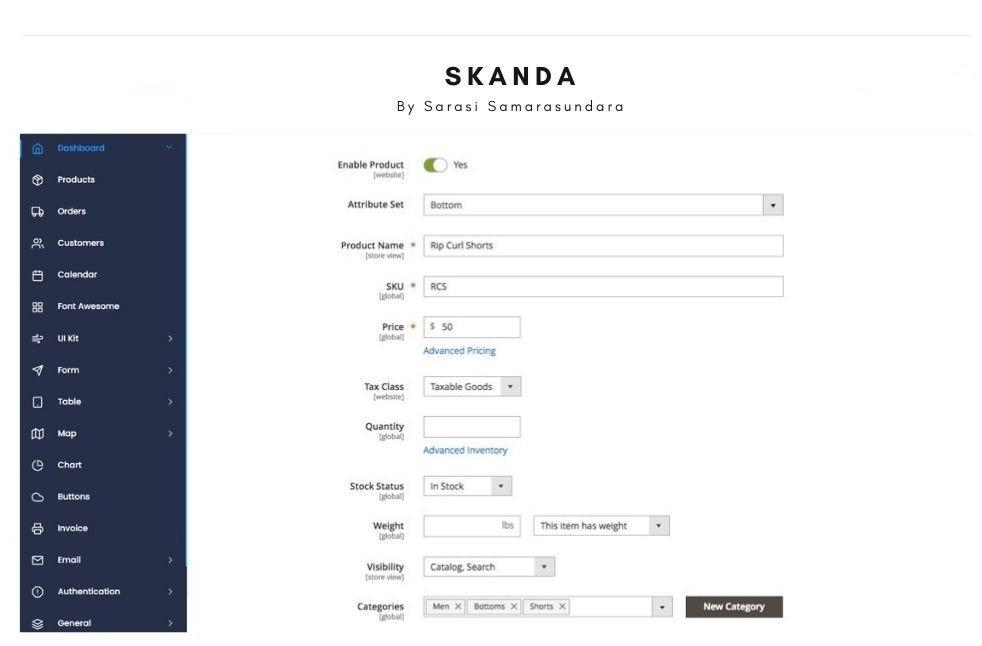 SKANDA
By Sarasi Samarasundara
Dashboard
Products
Orders
Customers
Calendar
Font Awesome
UI Kit
Form
Table
Map
Chart
Buttons
Invoice
Email
Authentication
General
Enable Product Yes
[website]
Attribute Set Bottom
Product Name * Rip Curl Shorts
[store view]
SKU * RCS
[global]
Price * $ 50
[global]
Advanced Pricing
Tax Class Taxable Goods
[website]
Quantity
[global]
Advanced Inventory
Stock Status In Stock
[global]
Weight lbs This item has weight
[global]
Visibility Catalog, Search
[store view]
Categories Men X Bottoms X Shorts X New Category
[global]